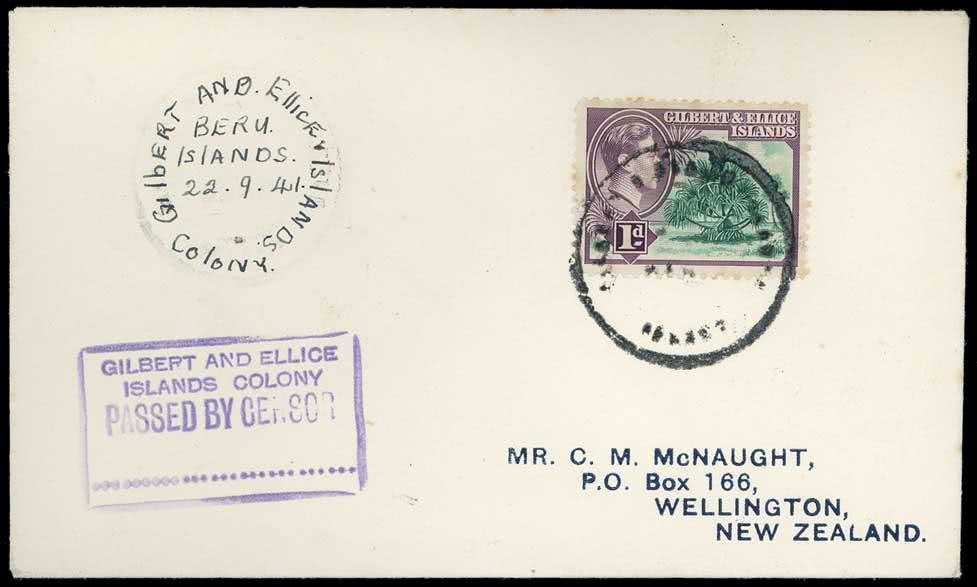 GILBERT AND ELLICE ISLANDS
COLONY.
BERU.
ISLANDS.
22.9.41.
GILBERT & ELLICE
ISLANDS
1d
GILBERT AND ELLICE
ISLANDS COLONY
PASSED BY CENSOR
MR. C. M. McNAUGHT,
P.O. Box 166,
WELLINGTON,
NEW ZEALAND.